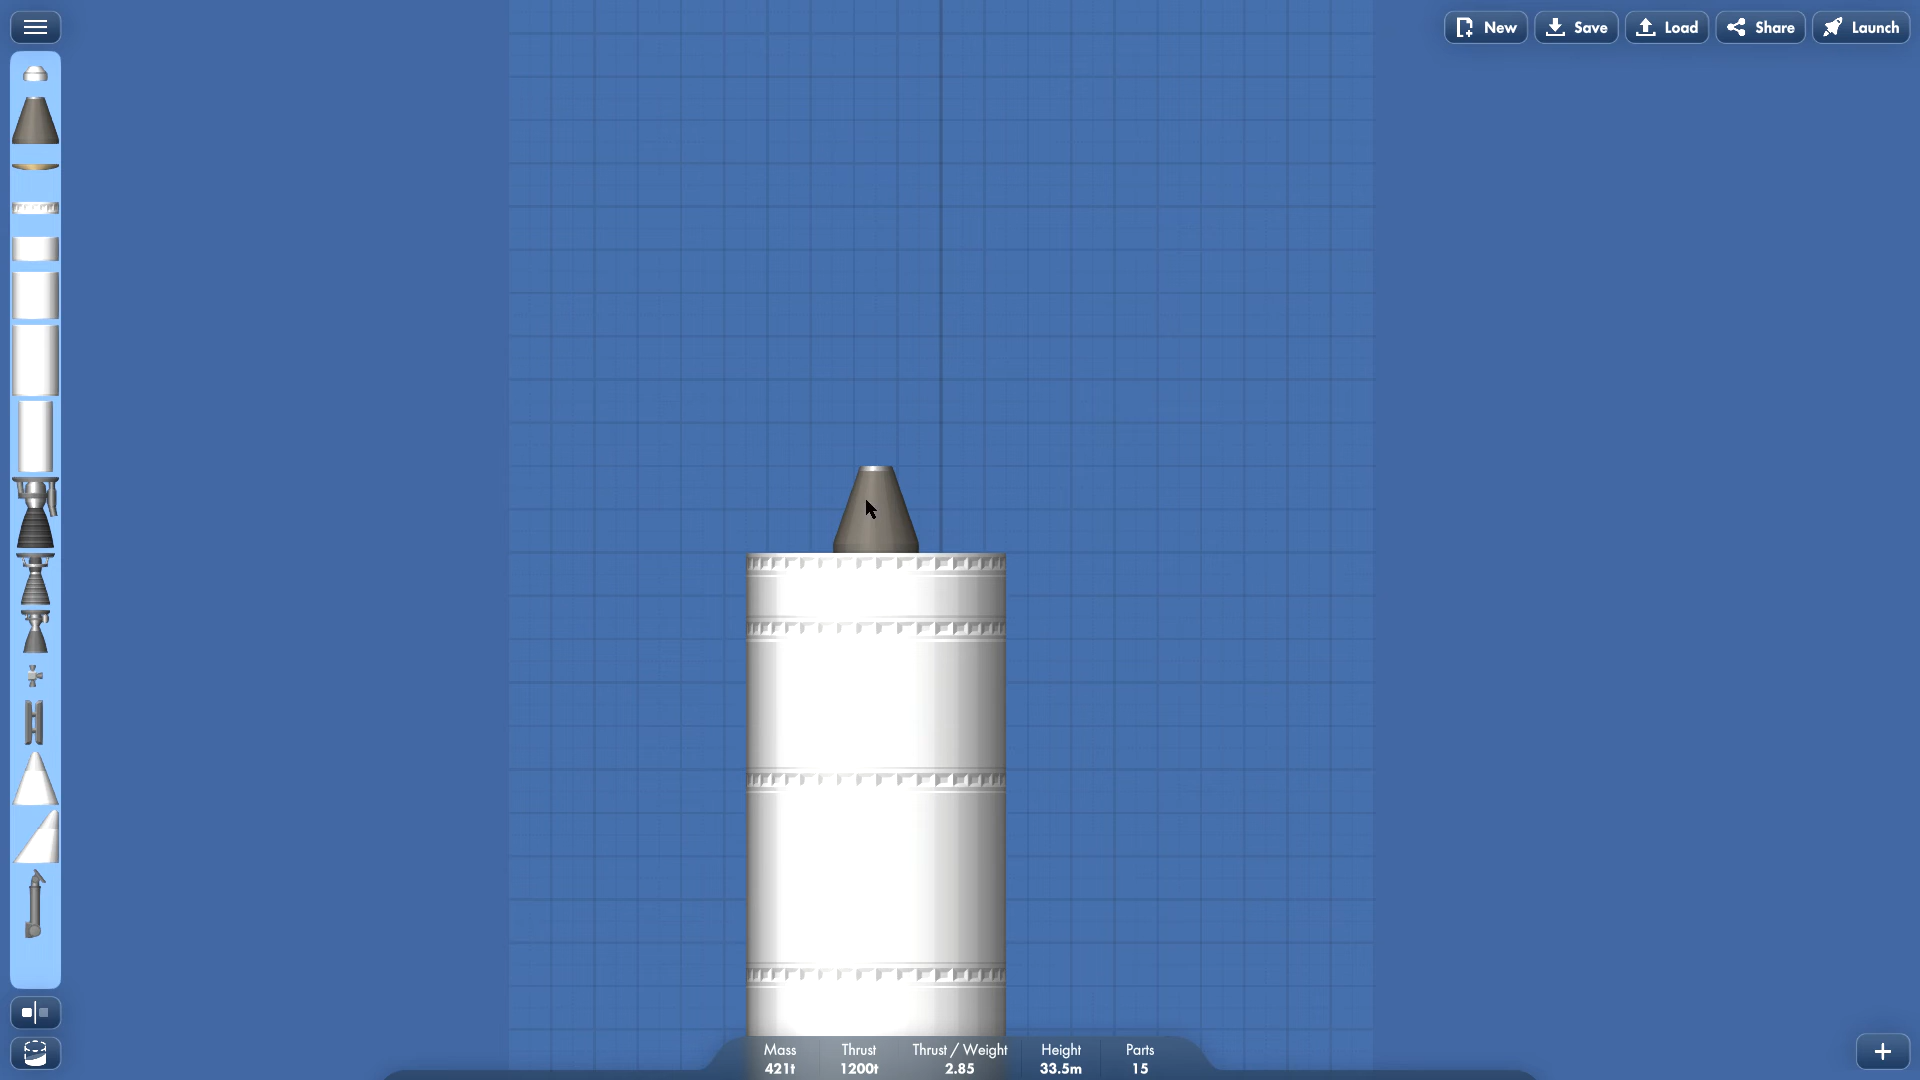 New Save Load Share Launch
Mass Thrust Thrust / Weight Height Parts
421t 1200t 2.85 33.5m 15